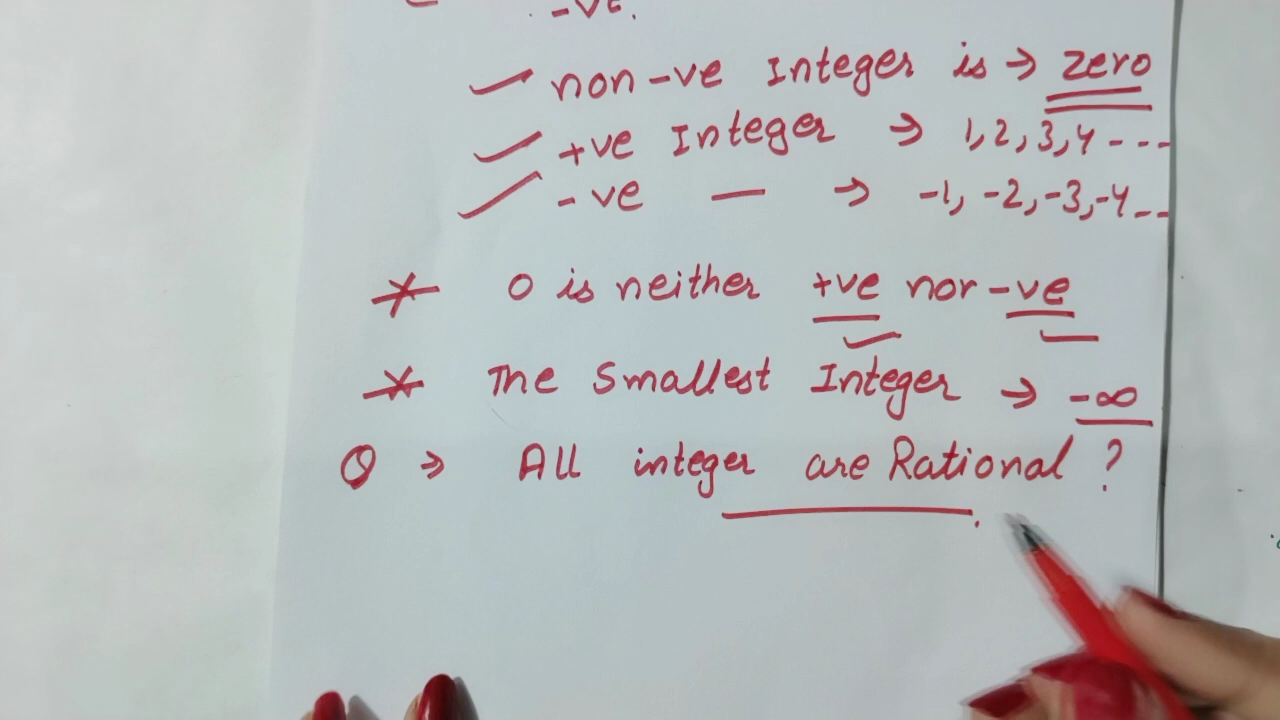 -ve.
non-ve Integer is → zero
+ve Integer → 1, 2, 3, 4 - - -
-ve — → -1, -2, -3, -4 - -
* 0 is neither +ve nor -ve
* The Smallest Integer → -∞
Q → All integer are Rational ?